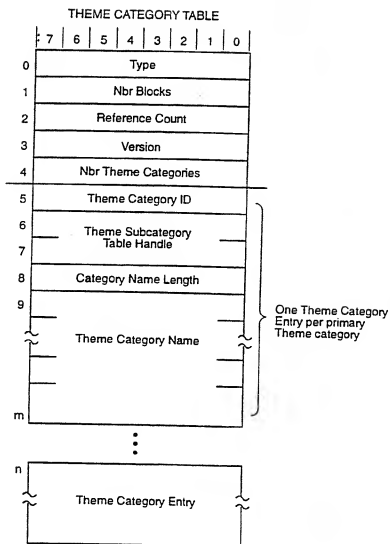 THEME CATEGORY TABLE
: 7 | 6 | 5 | 4 | 3 | 2 | 1 | 0
0 Type
1 Nbr Blocks
2 Reference Count
3 Version
4 Nbr Theme Categories
5 Theme Category ID
6 Theme Subcategory
7 Table Handle
8 Category Name Length
9
Theme Category Name
m
One Theme Category
Entry per primary
Theme category
n
Theme Category Entry